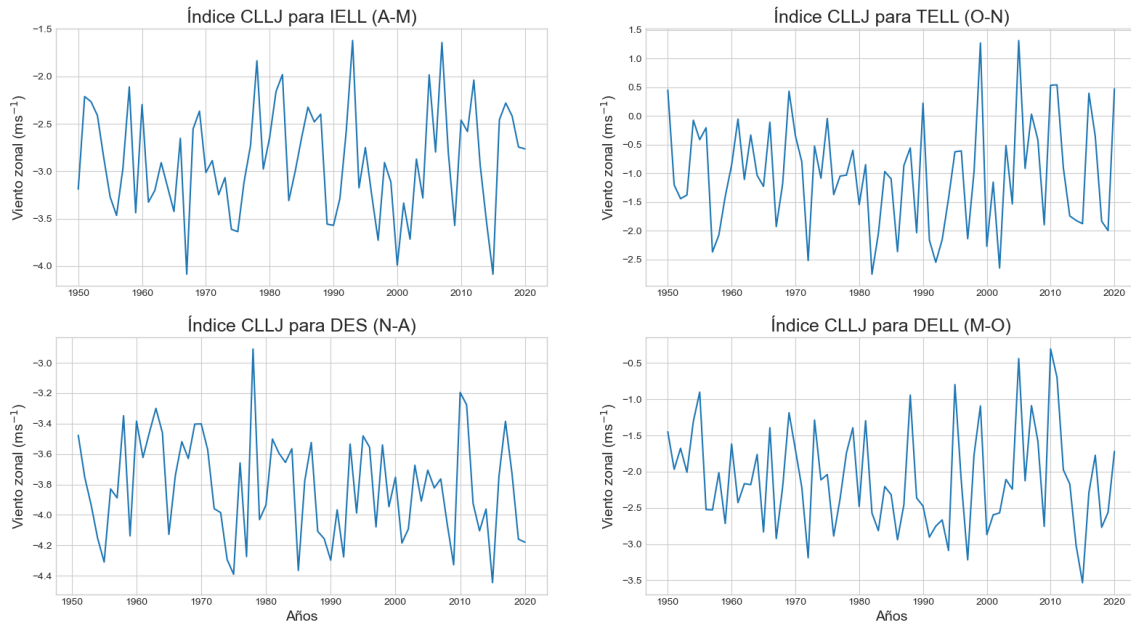 Índice CLLJ para IELL (A-M)
Viento zonal (ms⁻¹)
−1.5
−2.0
−2.5
−3.0
−3.5
−4.0
1950 1960 1970 1980 1990 2000 2010 2020
Índice CLLJ para TELL (O-N)
Viento zonal (ms⁻¹)
1.5
1.0
0.5
0.0
−0.5
−1.0
−1.5
−2.0
−2.5
1950 1960 1970 1980 1990 2000 2010 2020
Índice CLLJ para DES (N-A)
Viento zonal (ms⁻¹)
−3.0
−3.2
−3.4
−3.6
−3.8
−4.0
−4.2
−4.4
1950 1960 1970 1980 1990 2000 2010 2020
Años
Índice CLLJ para DELL (M-O)
Viento zonal (ms⁻¹)
−0.5
−1.0
−1.5
−2.0
−2.5
−3.0
−3.5
1950 1960 1970 1980 1990 2000 2010 2020
Años